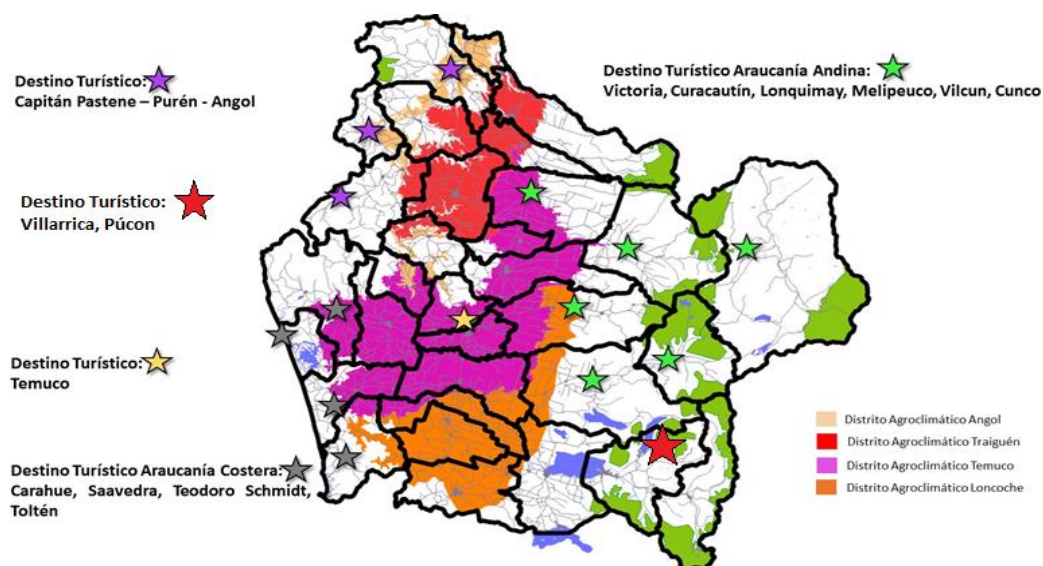 Destino Turístico:
Capitán Pastene – Purén - Angol
Destino Turístico Araucanía Andina:
Victoria, Curacautín, Lonquimay, Melipeuco, Vilcun, Cunco
Destino Turístico:
Villarrica, Púcon
Destino Turístico:
Temuco
Destino Turístico Araucanía Costera:
Carahue, Saavedra, Teodoro Schmidt,
Toltén
Distrito Agroclimático Angol
Distrito Agroclimático Traiguén
Distrito Agroclimático Temuco
Distrito Agroclimático Loncoche